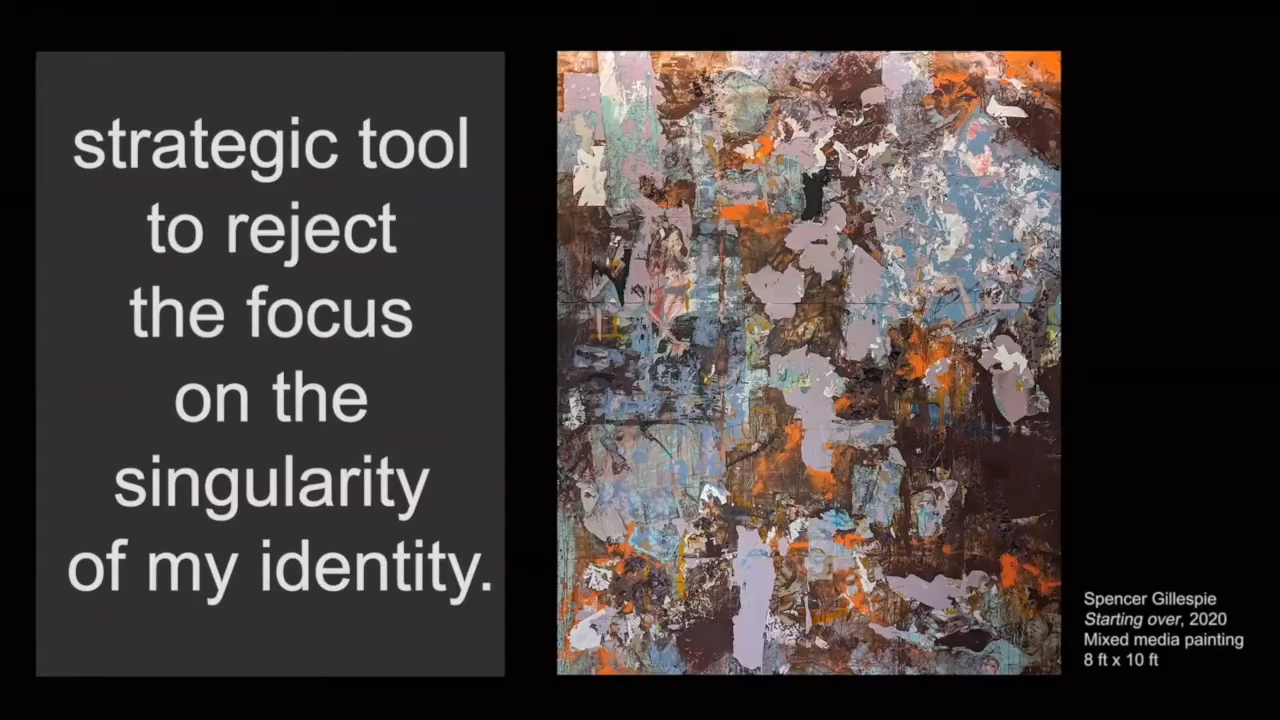 strategic tool
to reject
the focus
on the
singularity
of my identity.
Spencer Gillespie
Starting over, 2020
Mixed media painting
8 ft x 10 ft